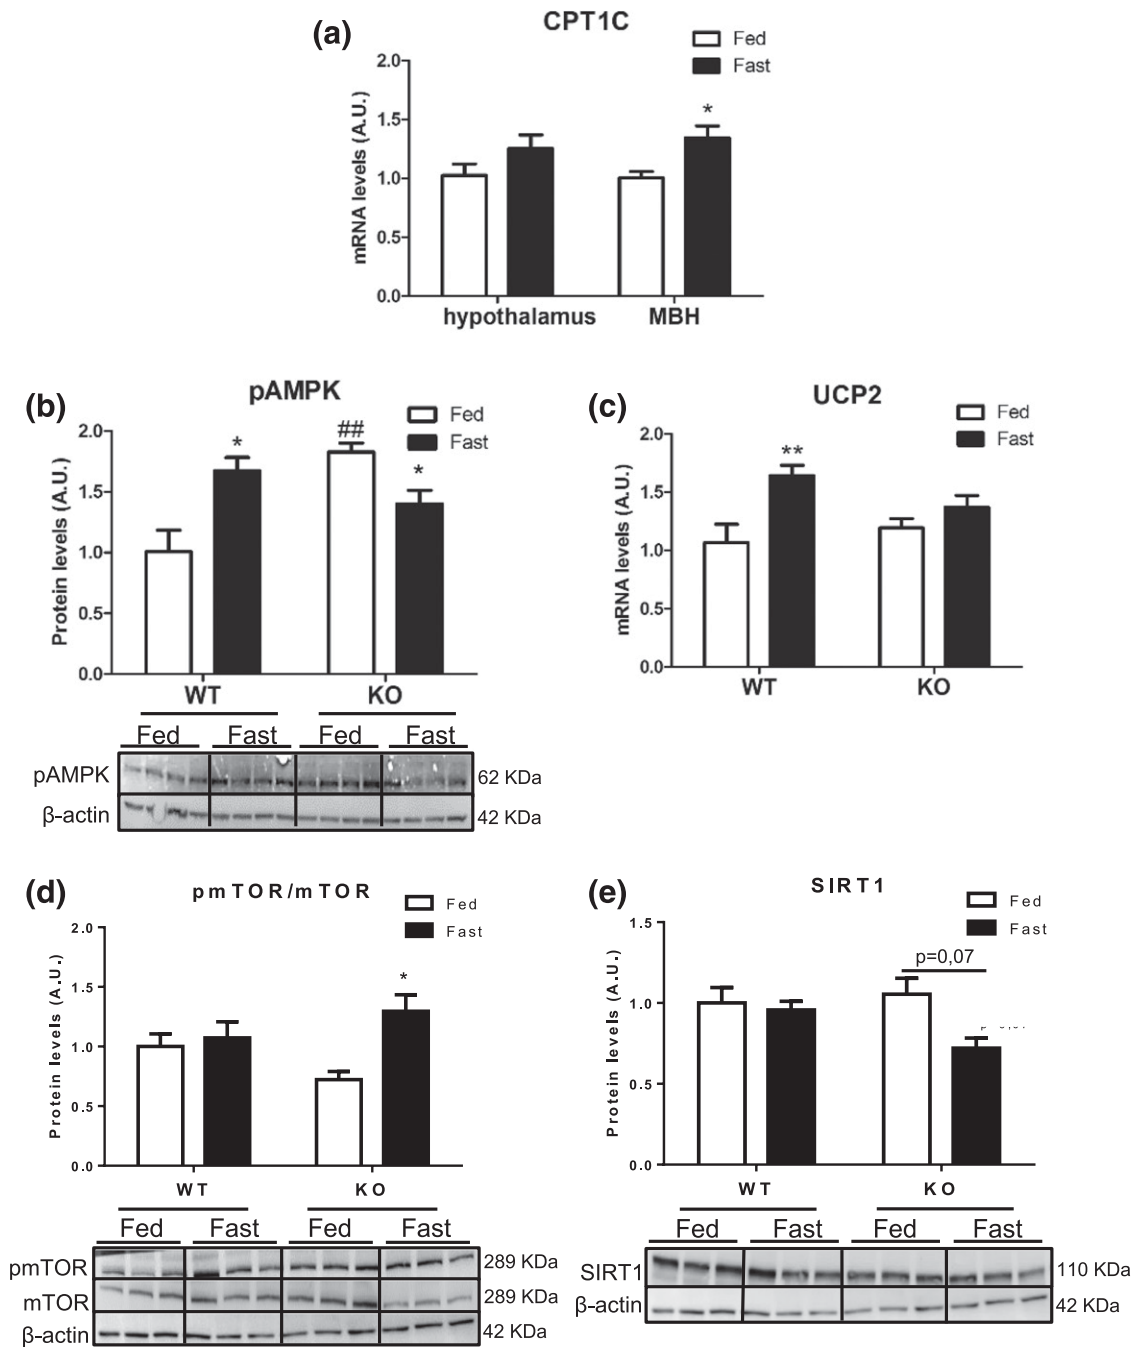 (a)
CPT1C
Fed
Fast
mRNA levels (A.U.)
2.0
1.5
1.0
0.5
0.0
*
hypothalamus MBH
(b)
pAMPK
Fed
Fast
Protein levels (A.U.)
2.0
1.5
1.0
0.5
0.0
* ## *
WT KO
Fed Fast Fed Fast
pAMPK 62 KDa
β-actin 42 KDa
(c)
UCP2
Fed
Fast
mRNA levels (A.U.)
2.0
1.5
1.0
0.5
0.0
**
WT KO
(d)
pmTOR/mTOR
Fed
Fast
Protein levels (A.U.)
2.0
1.5
1.0
0.5
0.0
*
WT KO
Fed Fast Fed Fast
pmTOR 289 KDa
mTOR 289 KDa
β-actin 42 KDa
(e)
SIRT1
Fed
Fast
Protein levels (A.U.)
1.5
1.0
0.5
0.0
p=0,07
WT KO
Fed Fast Fed Fast
SIRT1 110 KDa
β-actin 42 KDa